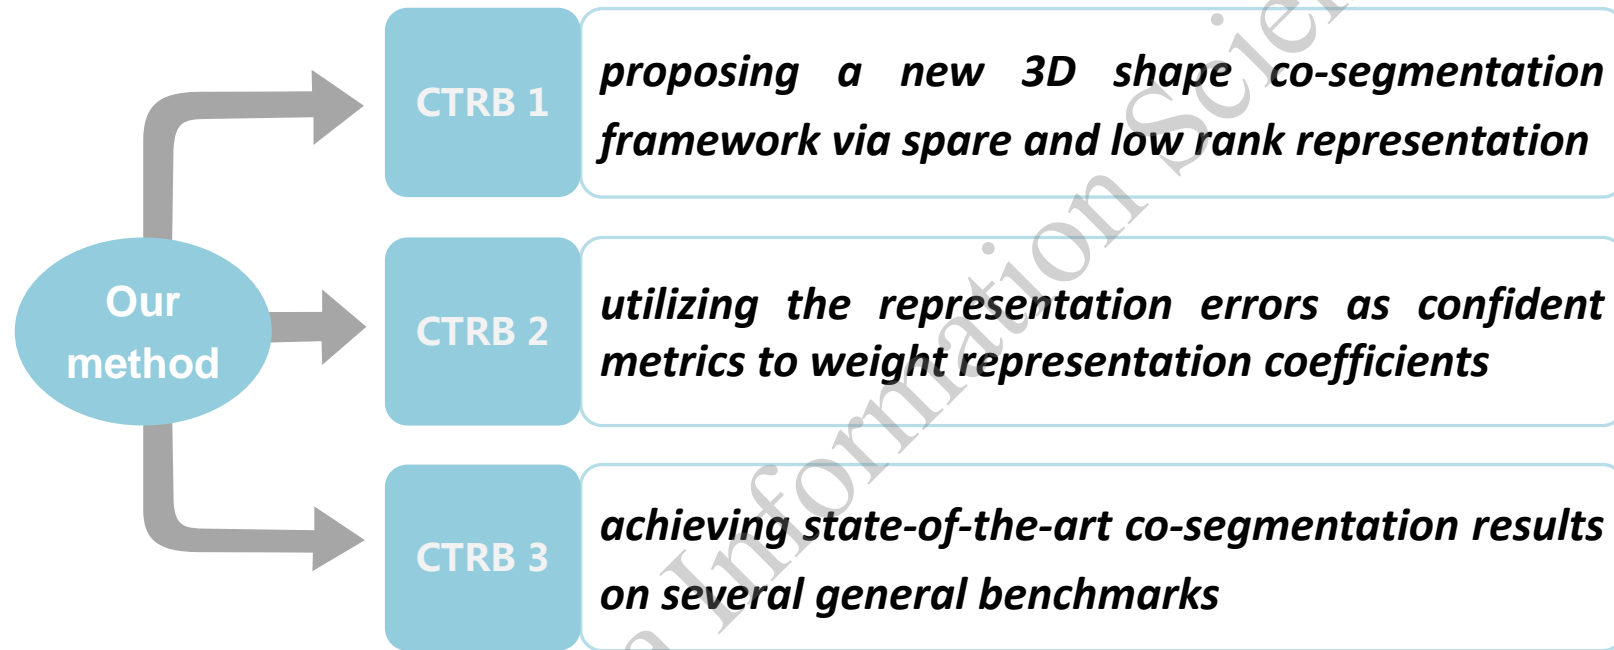 Our
method
CTRB 1
proposing a new 3D shape co-segmentation
framework via spare and low rank representation
CTRB 2
utilizing the representation errors as confident
metrics to weight representation coefficients
CTRB 3
achieving state-of-the-art co-segmentation results
on several general benchmarks
a Information Scien